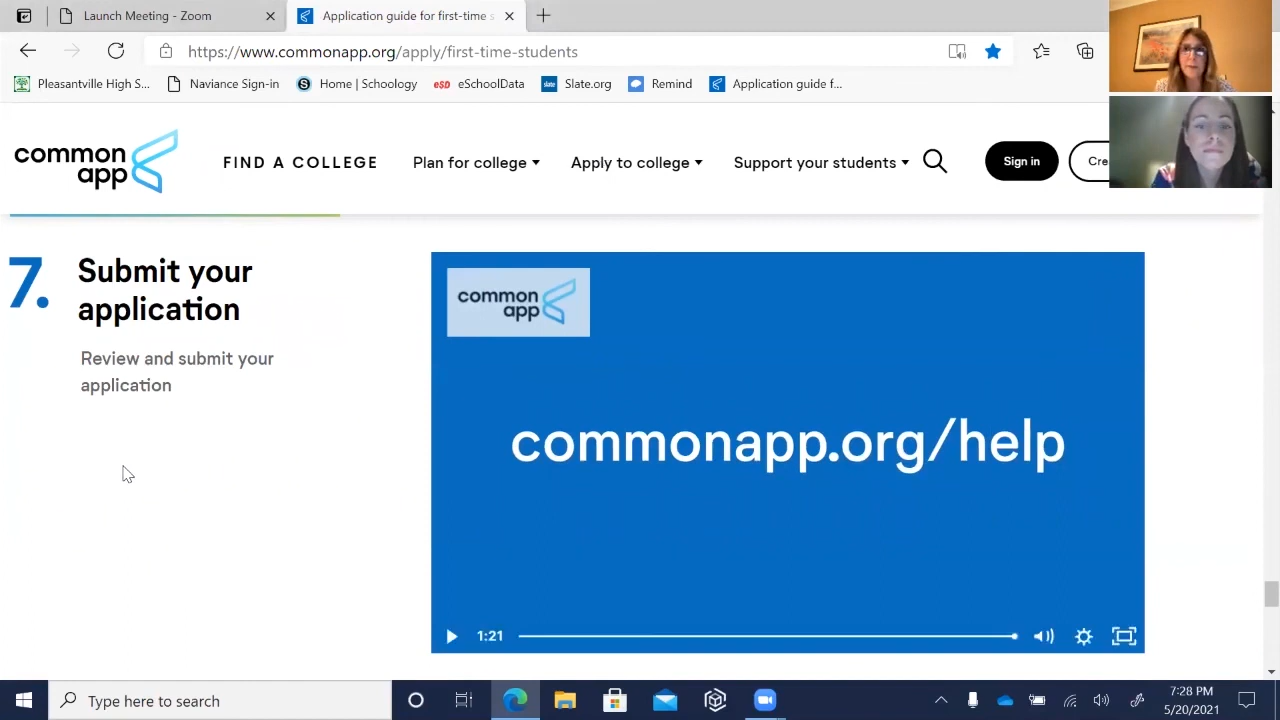 Launch Meeting - Zoom
Application guide for first-time s
https://www.commonapp.org/apply/first-time-students
Pleasantville High S...
Naviance Sign-in
Home | Schoology
eSchoolData
Slate.org
Remind
Application guide f...
common app
FIND A COLLEGE
Plan for college
Apply to college
Support your students
Sign in
Cre
7.
Submit your
application
Review and submit your
application
common
app
commonapp.org/help
1:21
Type here to search
7:28 PM
5/20/2021